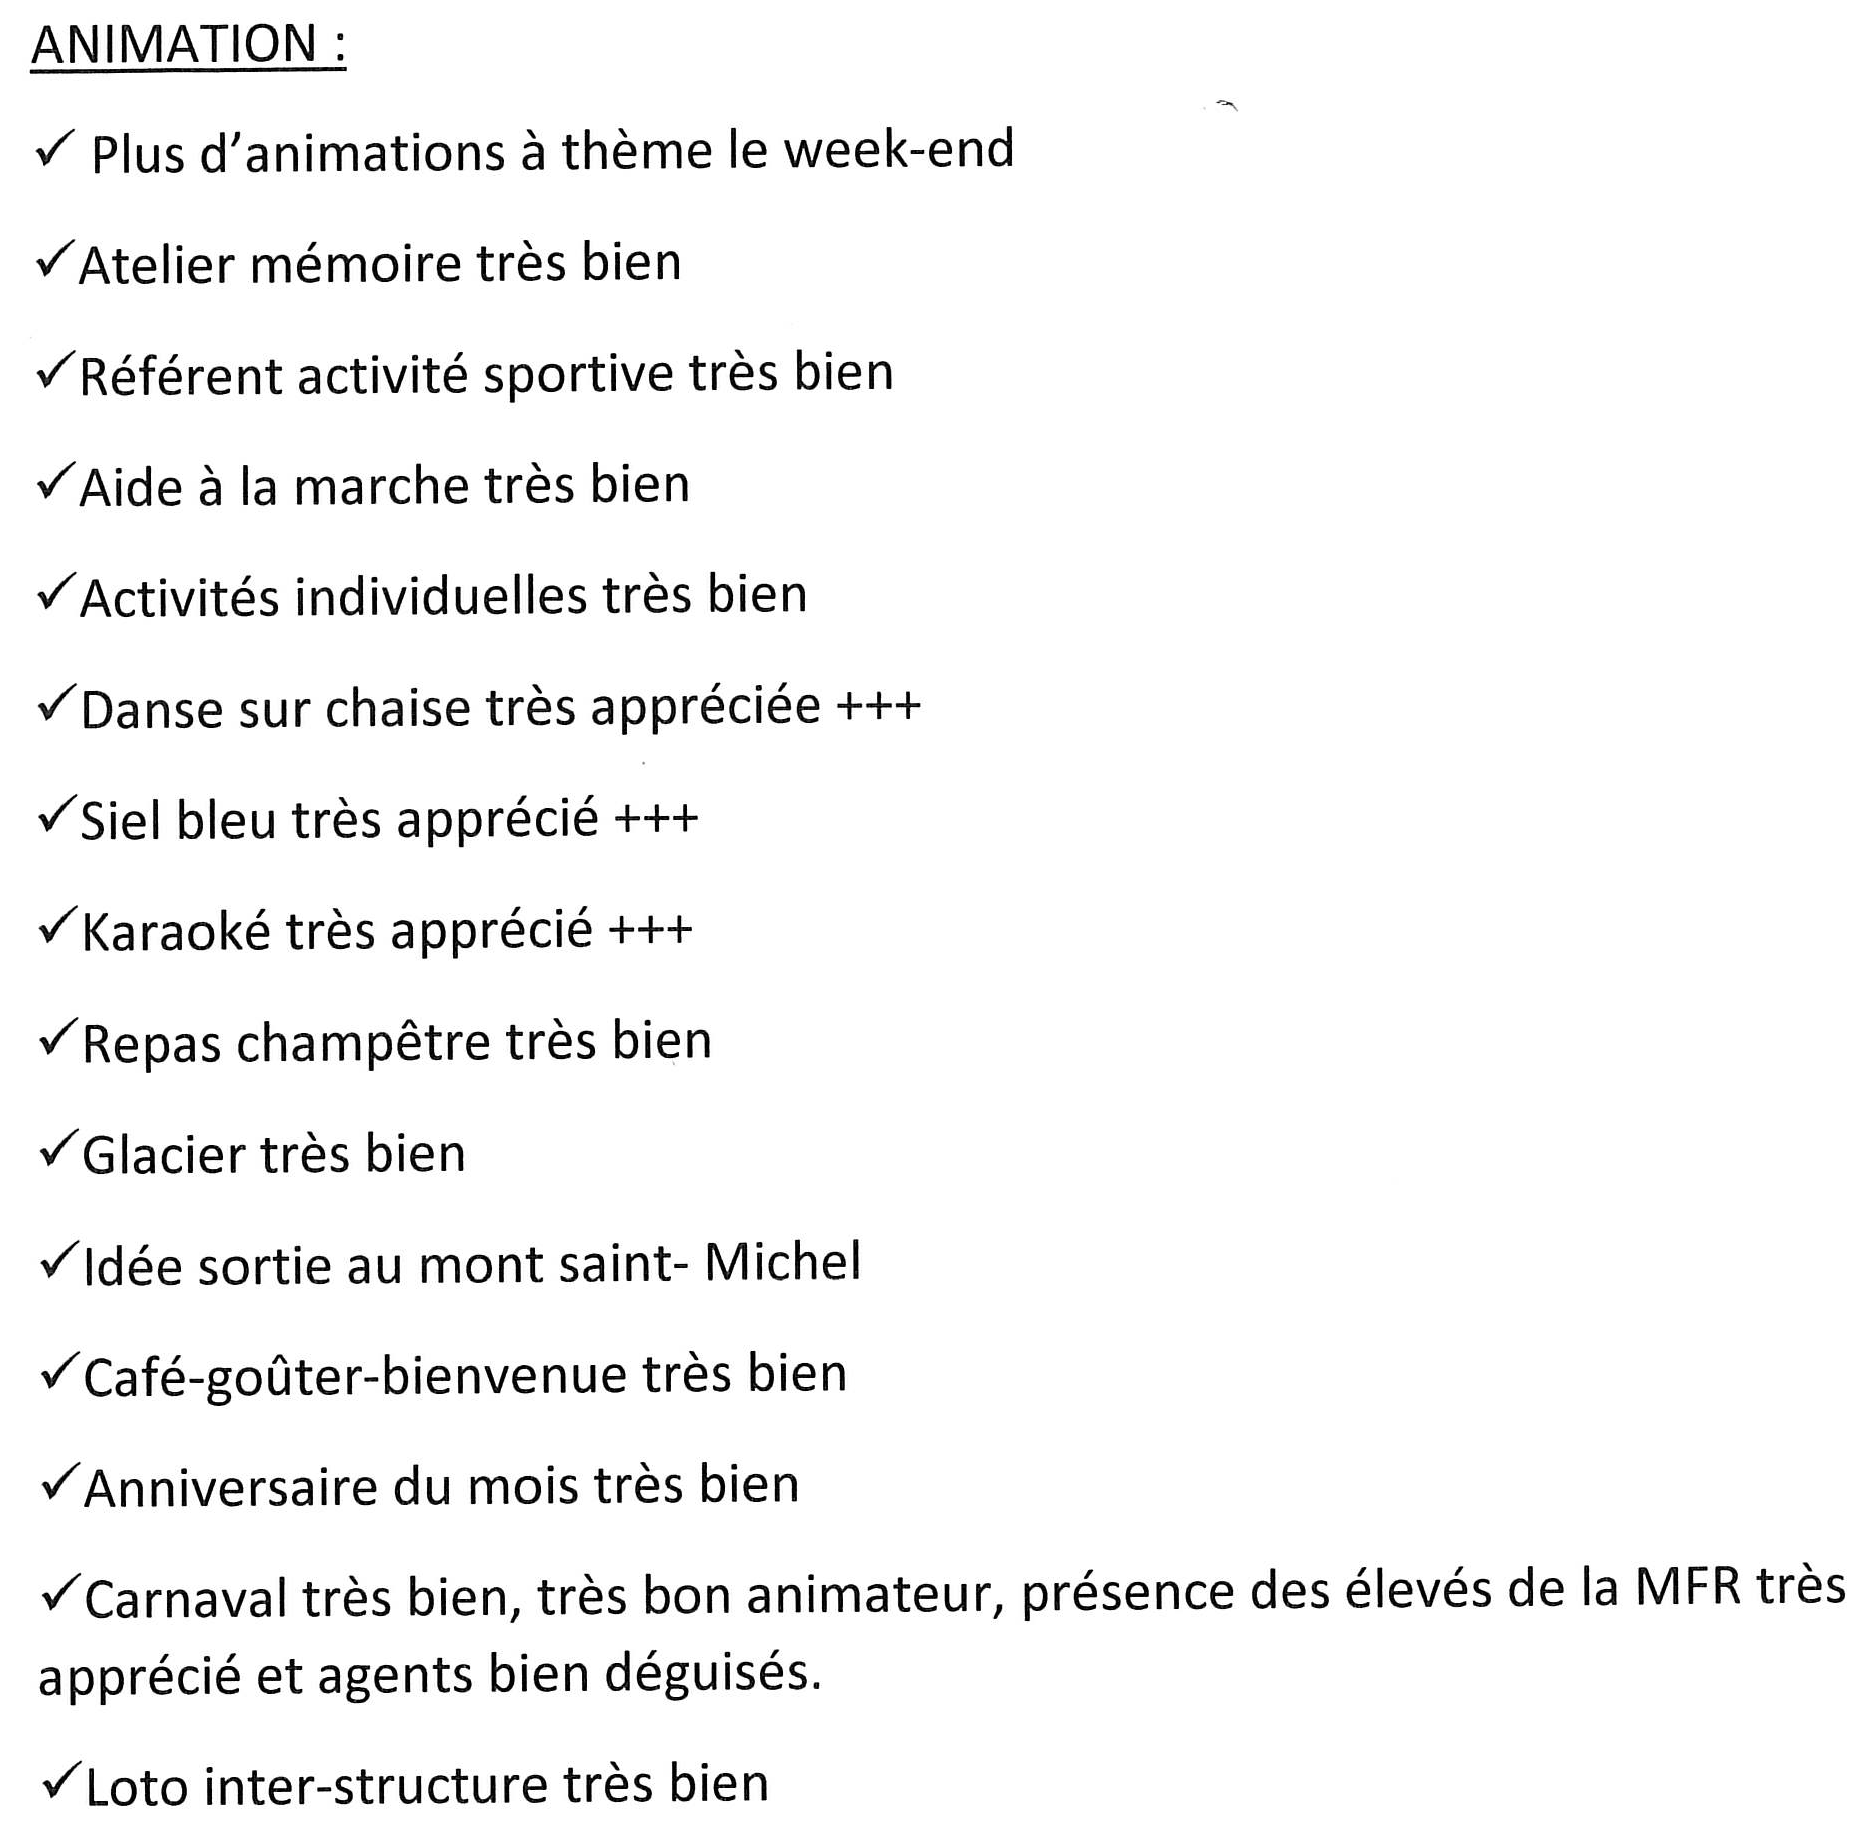 ANIMATION :
✓ Plus d’animations à thème le week-end
✓Atelier mémoire très bien
✓Référent activité sportive très bien
✓Aide à la marche très bien
✓Activités individuelles très bien
✓Danse sur chaise très appréciée +++
✓Siel bleu très apprécié +++
✓Karaoké très apprécié +++
✓Repas champêtre très bien
✓Glacier très bien
✓Idée sortie au mont saint- Michel
✓Café-goûter-bienvenue très bien
✓Anniversaire du mois très bien
✓Carnaval très bien, très bon animateur, présence des élevés de la MFR très
apprécié et agents bien déguisés.
✓Loto inter-structure très bien